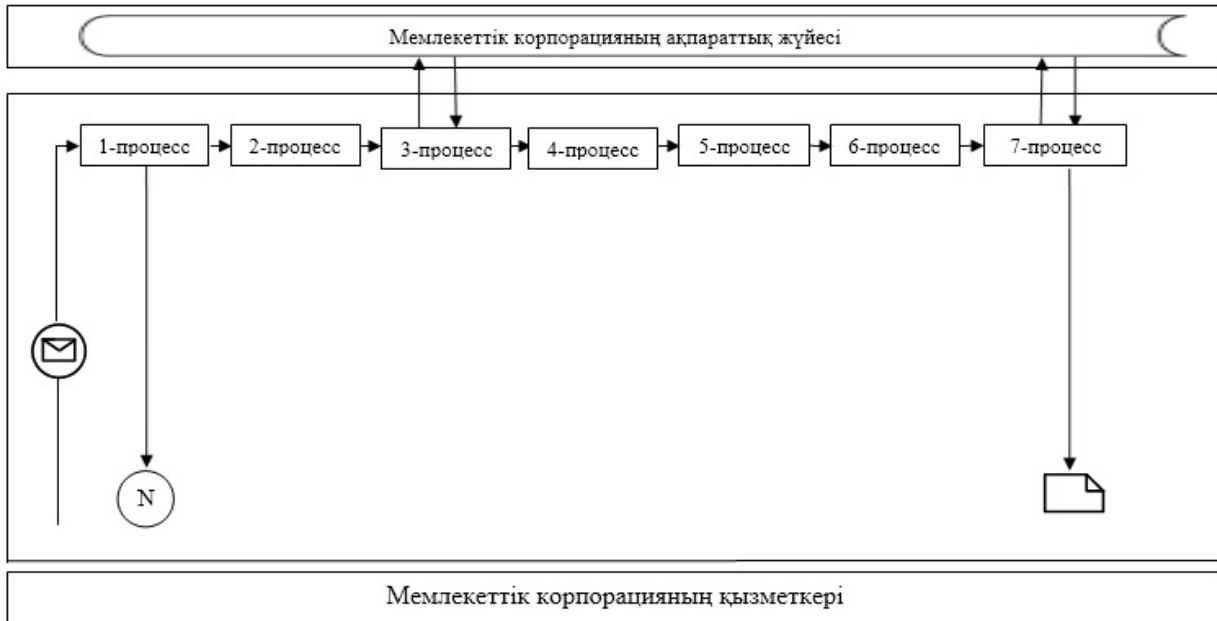 Мемлекеттік корпорацияның ақпараттық жүйесі
1-процесс
2-процесс
3-процесс
4-процесс
5-процесс
6-процесс
7-процесс
N
Мемлекеттік корпорацияның қызметкері